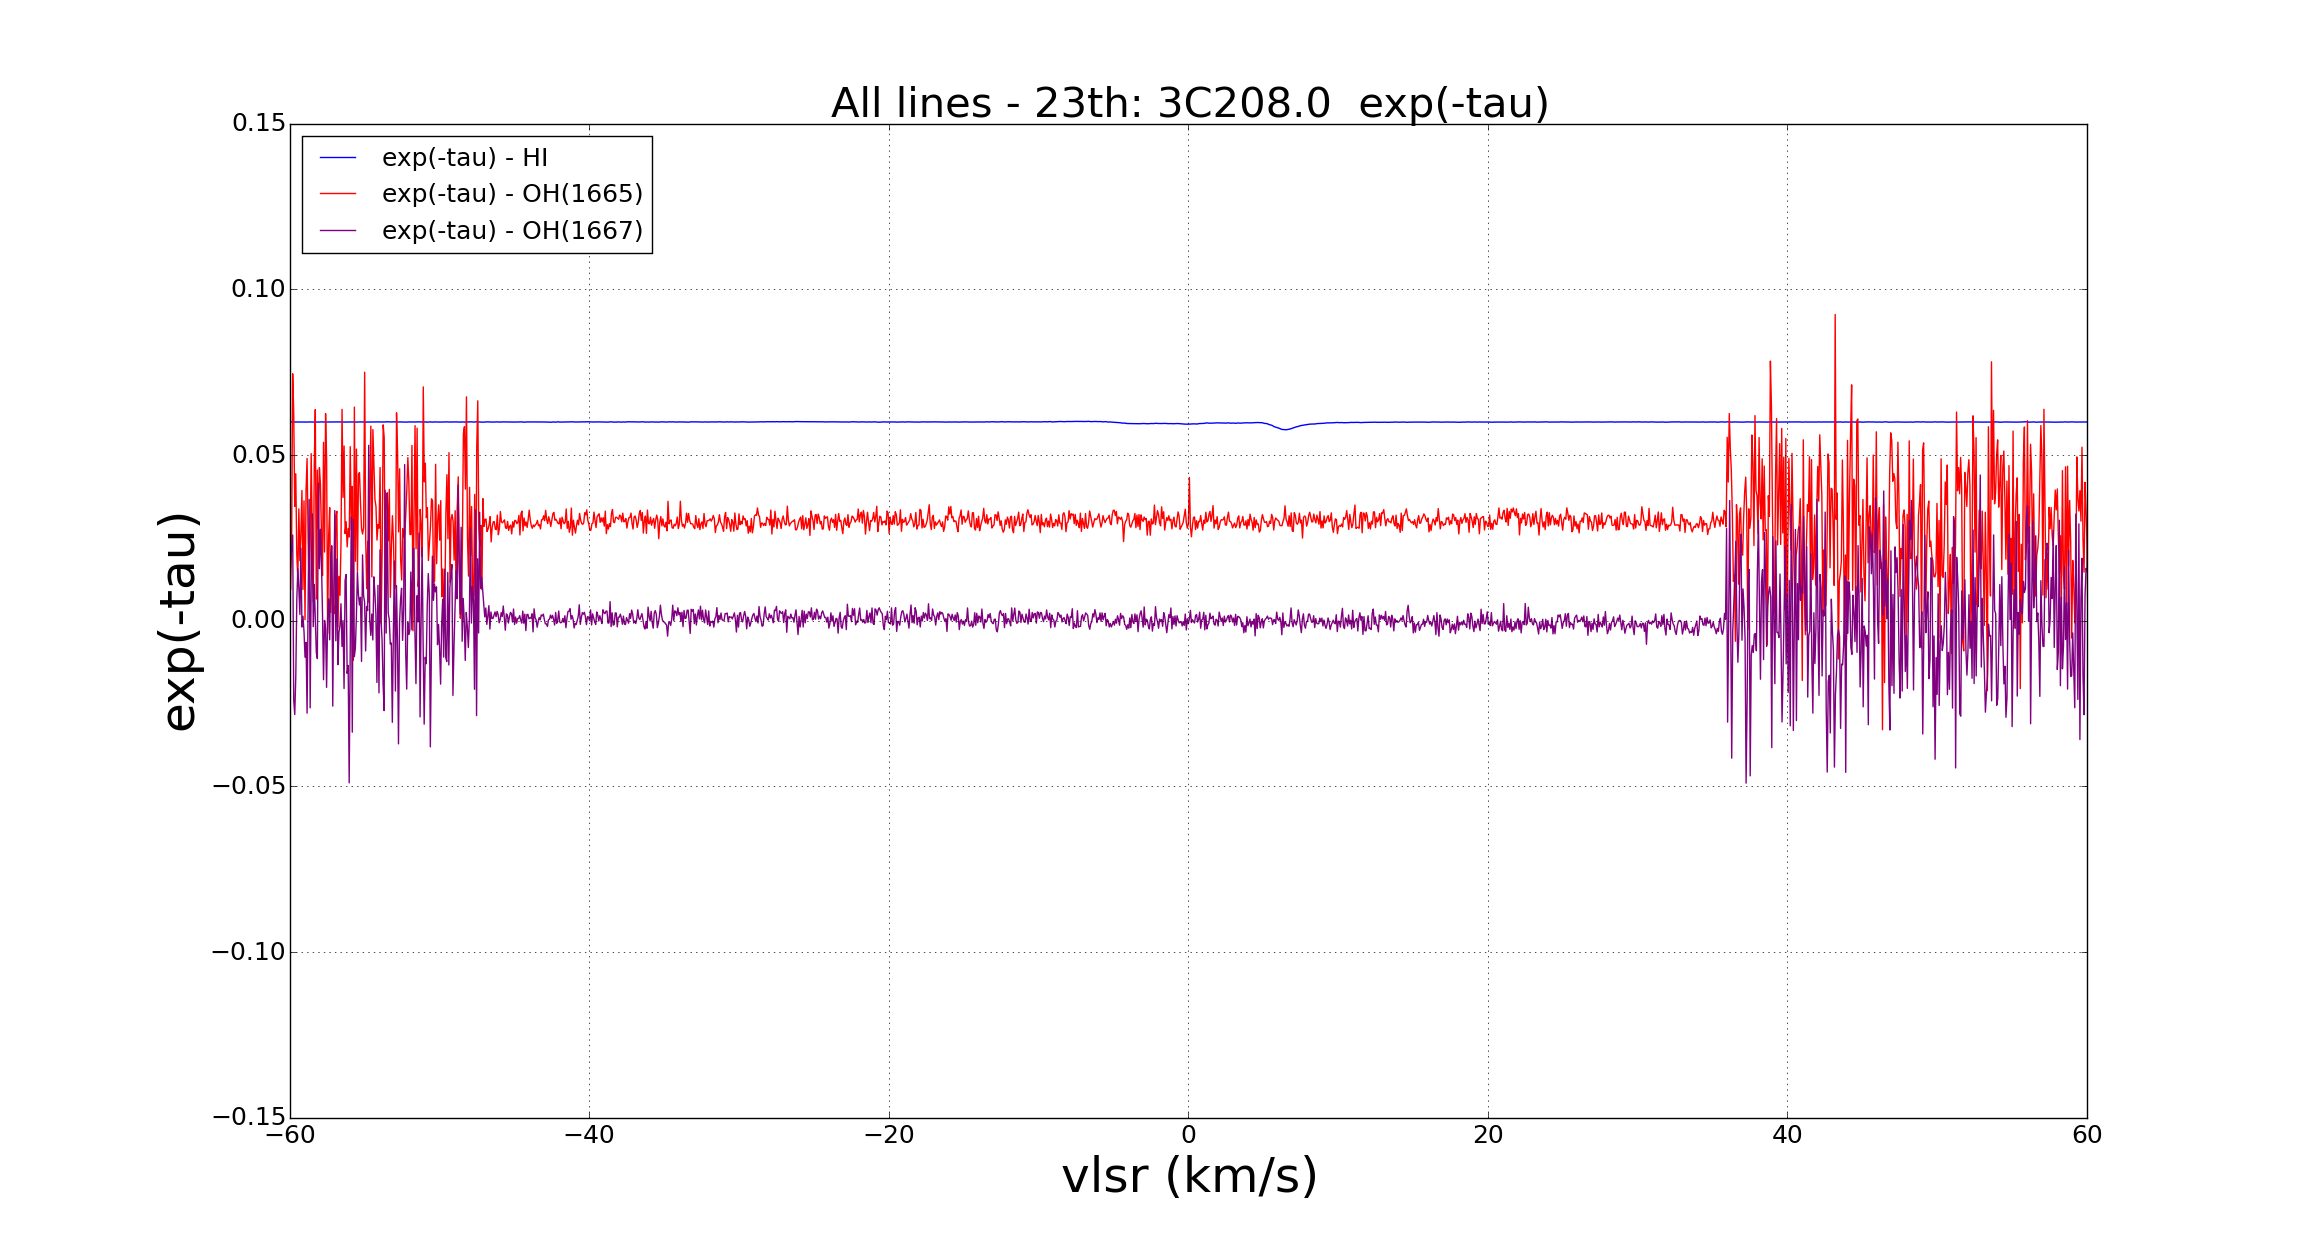 All lines - 23th: 3C208.0  exp(-tau)
exp(-tau) - HI
exp(-tau) - OH(1665)
exp(-tau) - OH(1667)
0.15
0.10
0.05
0.00
−0.05
−0.10
−0.15
exp(-tau)
−60 −40 −20 0 20 40 60
vlsr (km/s)